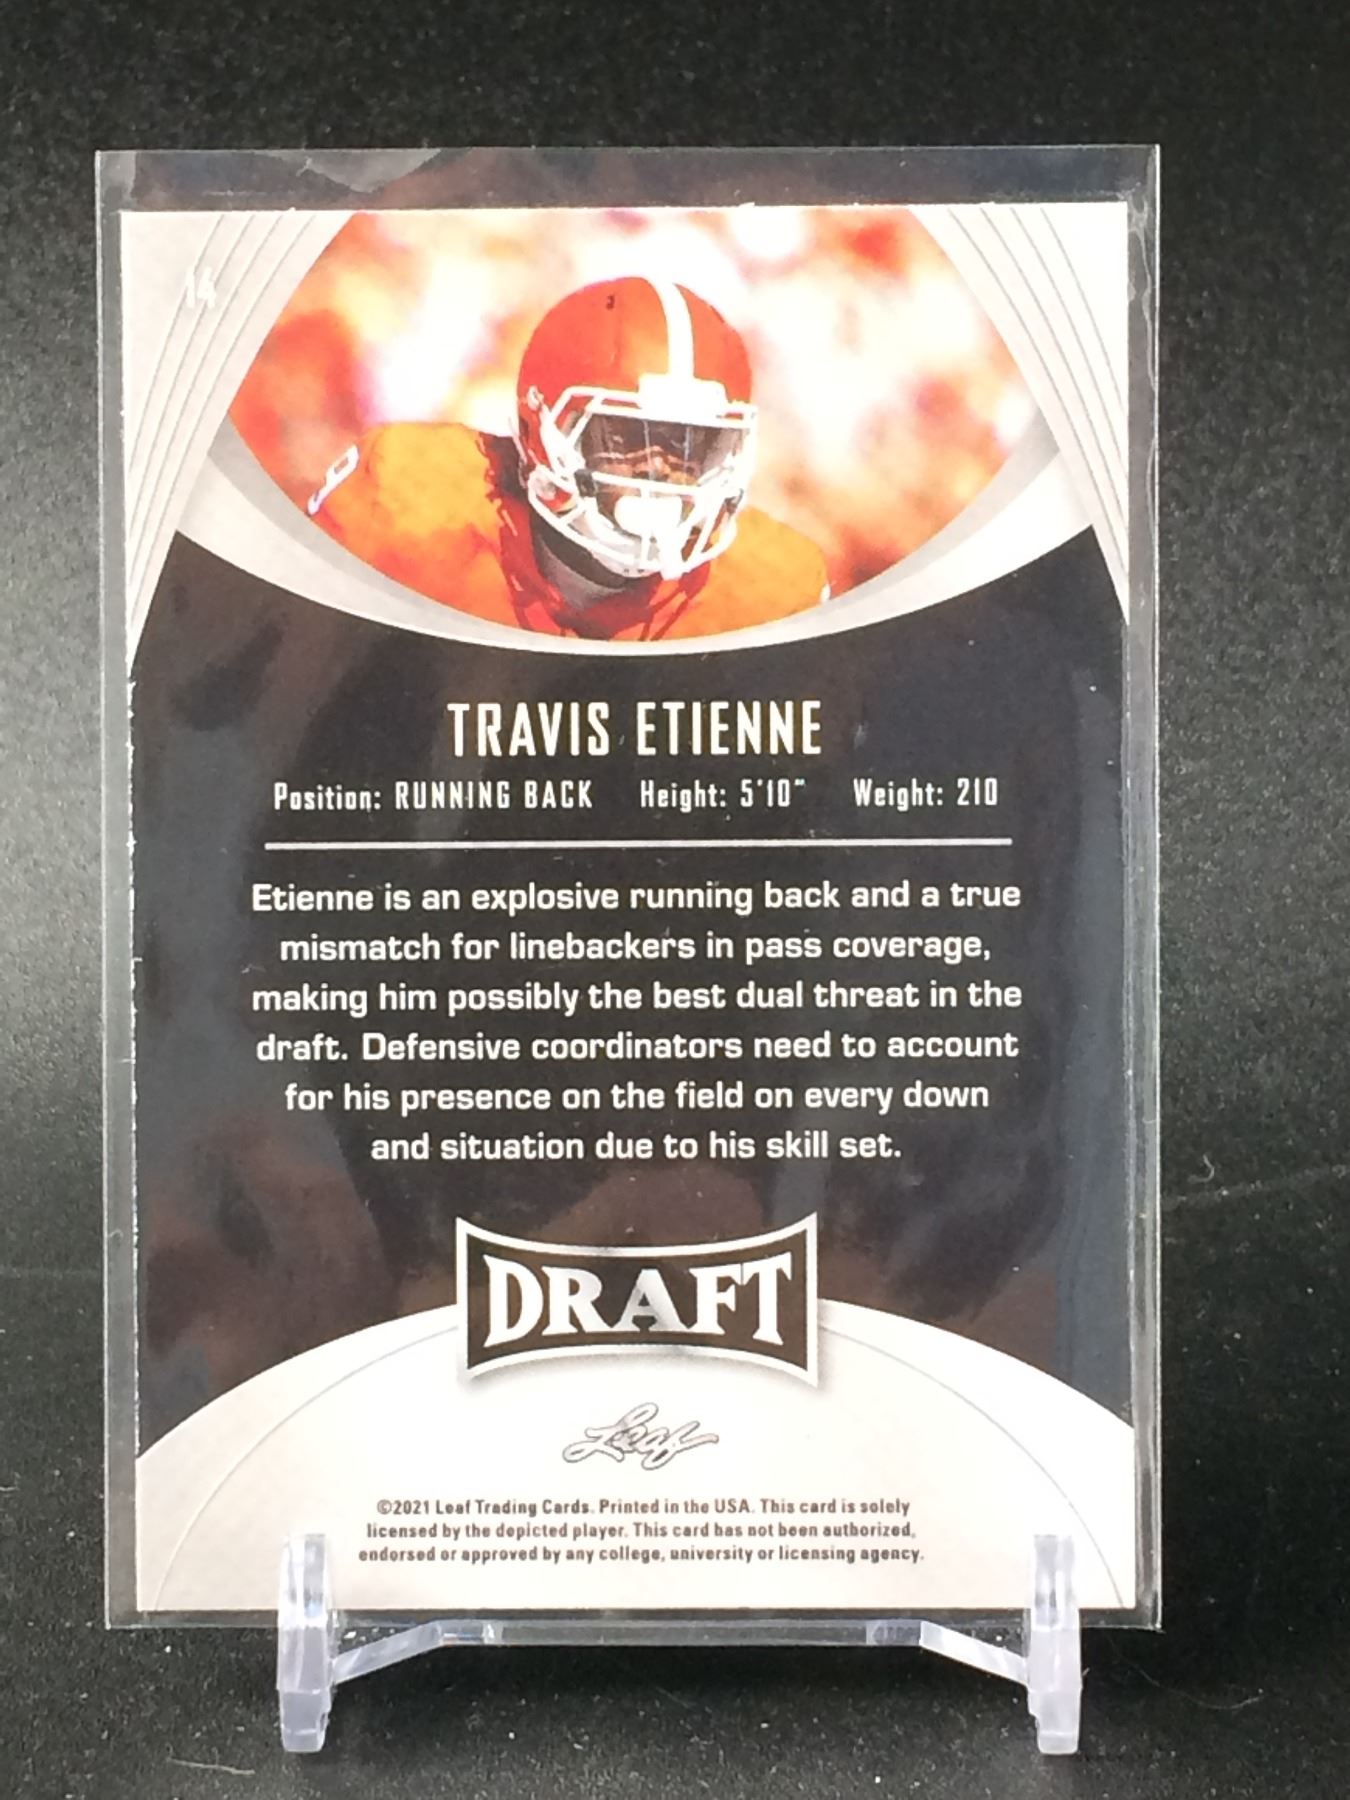 14
TRAVIS ETIENNE
Position: RUNNING BACK Height: 5'10" Weight: 210
Etienne is an explosive running back and a true
mismatch for linebackers in pass coverage,
making him possibly the best dual threat in the
draft. Defensive coordinators need to account
for his presence on the field on every down
and situation due to his skill set.
DRAFT
Leaf
©2021 Leaf Trading Cards. Printed in the USA. This card is solely
licensed by the depicted player. This card has not been authorized,
endorsed or approved by any college, university or licensing agency.